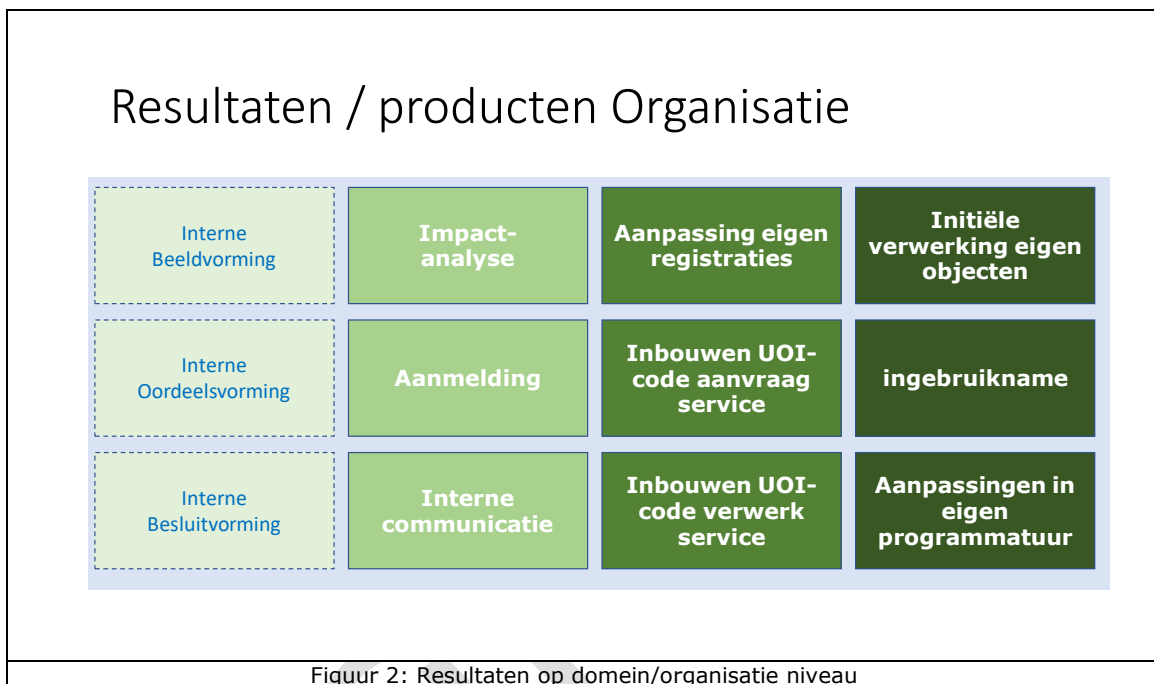 Resultaten / producten Organisatie
Interne
Beeldvorming
Impact-
analyse
Aanpassing eigen
registraties
Initiële
verwerking eigen
objecten
Interne
Oordeelsvorming
Aanmelding
Inbouwen UOI-
code aanvraag
service
ingebruikname
Interne
Besluitvorming
Interne
communicatie
Inbouwen UOI-
code verwerk
service
Aanpassingen in
eigen
programmatuur
Figuur 2: Resultaten op domein/organisatie niveau